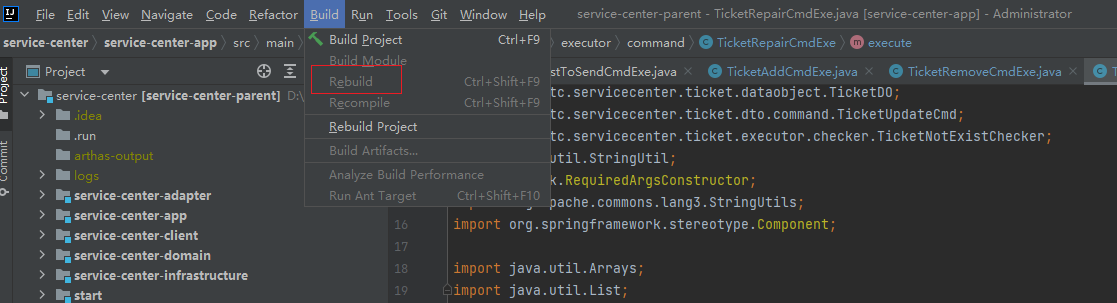 IJ File Edit View Navigate Code Refactor Build Run Tools Git Window Help service-center-parent - TicketRepairCmdExe.java [service-center-app] - Administrator
service-center service-center-app src main executor command TicketRepairCmdExe m execute
Build Project Ctrl+F9
Build Module
Rebuild Ctrl+Shift+F9
Recompile Ctrl+Shift+F9
Rebuild Project
Build Artifacts...
Analyze Build Performance
Run Ant Target Ctrl+Shift+F10
Project
Commit
Project
service-center [service-center-parent] D:\
.idea
.run
arthas-output
logs
service-center-adapter
service-center-app
service-center-client
service-center-domain
service-center-infrastructure
start
stToSendCmdExe.java TicketAddCmdExe.java TicketRemoveCmdExe.java
tc.servicecenter.ticket.dataobject.TicketDO;
tc.servicecenter.ticket.dto.command.TicketUpdateCmd;
tc.servicecenter.ticket.executor.checker.TicketNotExistChecker;
util.StringUtil;
k.RequiredArgsConstructor;
pache.commons.lang3.StringUtils;
16 import org.springframework.stereotype.Component;
17
18 import java.util.Arrays;
19 import java.util.List;